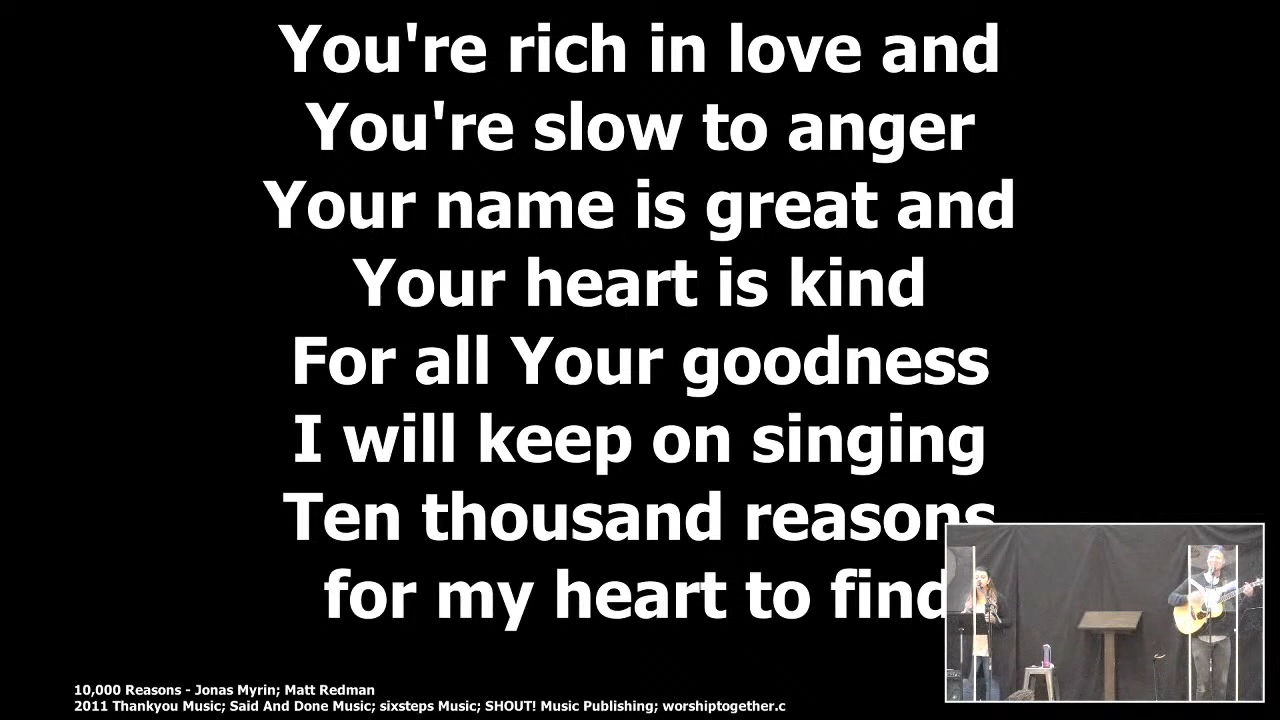 You're rich in love and
You're slow to anger
Your name is great and
Your heart is kind
For all Your goodness
I will keep on singing
Ten thousand reasons
for my heart to find
10,000 Reasons - Jonas Myrin; Matt Redman
2011 Thankyou Music; Said And Done Music; sixsteps Music; SHOUT! Music Publishing; worshiptogether.c